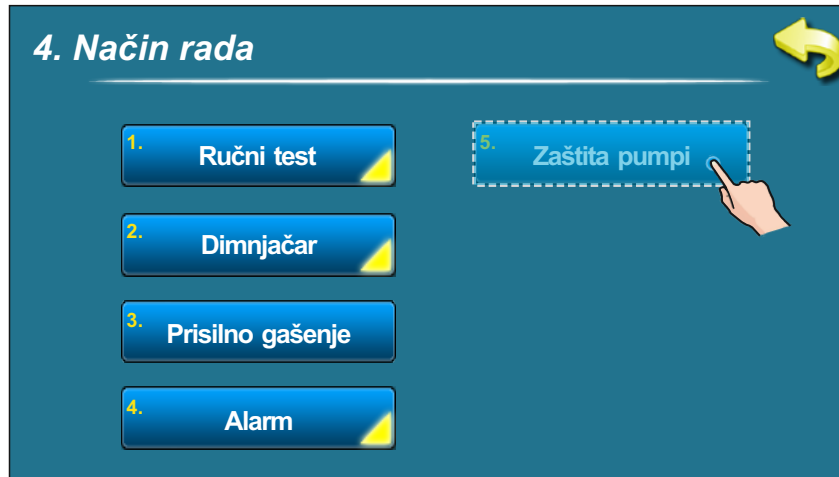 4. Način rada
1. Ručni test
2. Dimnjačar
3. Prisilno gašenje
4. Alarm
5. Zaštita pumpi